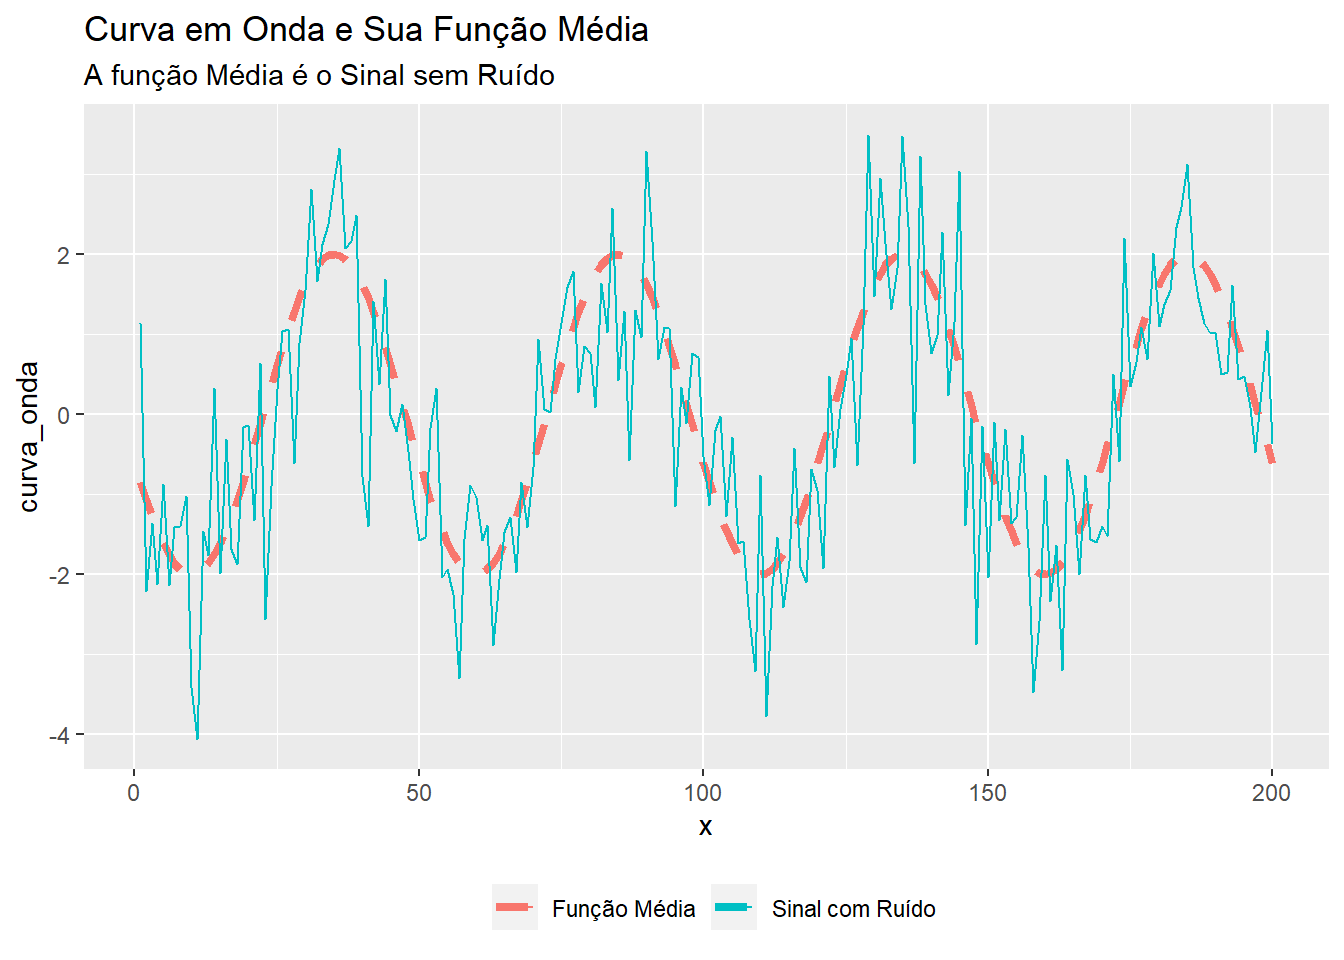 Curva em Onda e Sua Função Média
A função Média é o Sinal sem Ruído
curva_onda
2
0
-2
-4
0 50 100 150 200
x
Função Média Sinal com Ruído